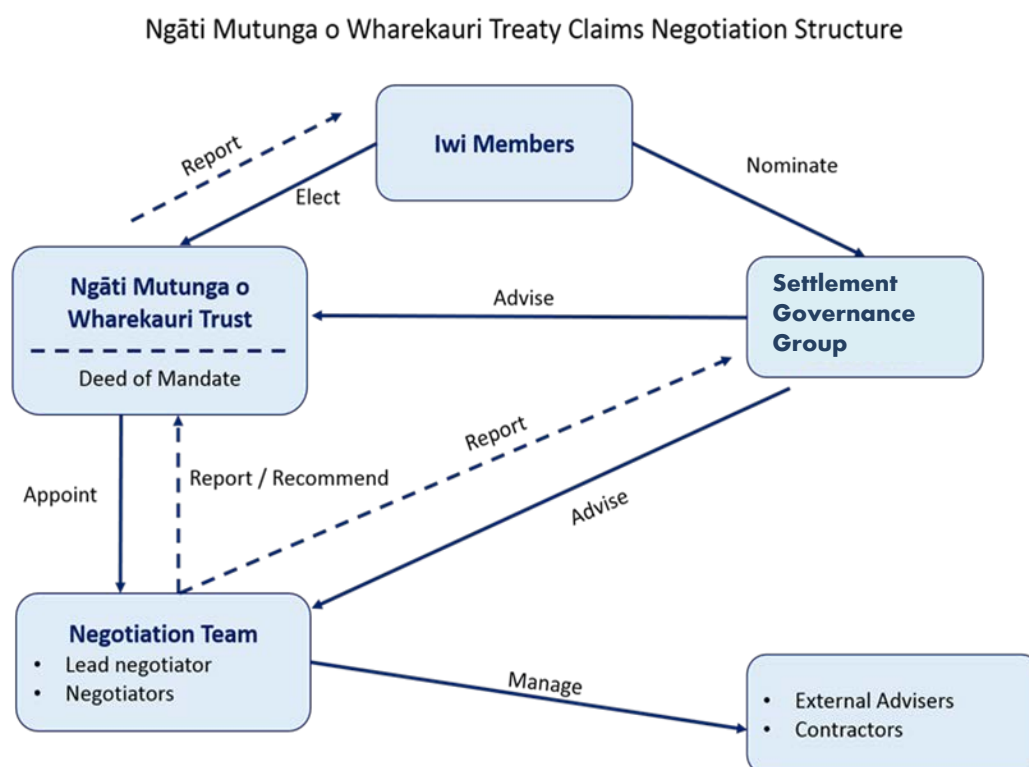 Ngāti Mutunga o Wharekauri Treaty Claims Negotiation Structure
Iwi Members
Report
Elect
Nominate
Ngāti Mutunga o
Wharekauri Trust
Deed of Mandate
Advise
Settlement
Governance
Group
Appoint
Report / Recommend
Report
Advise
Negotiation Team
• Lead negotiator
• Negotiators
Manage
• External Advisers
• Contractors